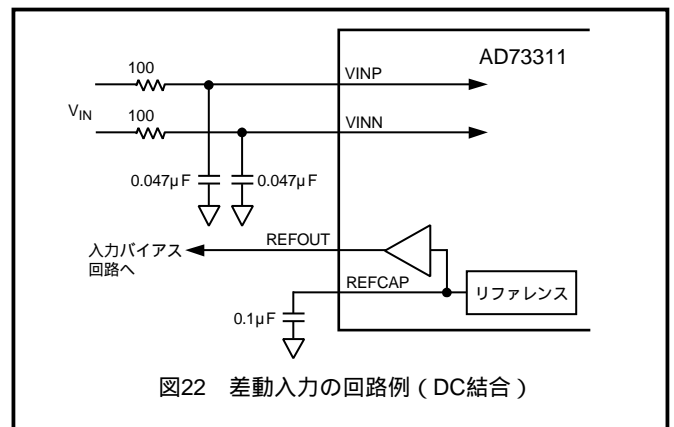 AD73311
100
VINP
VIN
100
VINN
0.047µF
0.047µF
入力バイアス
回路へ
REFOUT
REFCAP
リファレンス
0.1µF
図22 差動入力の回路例(DC結合)